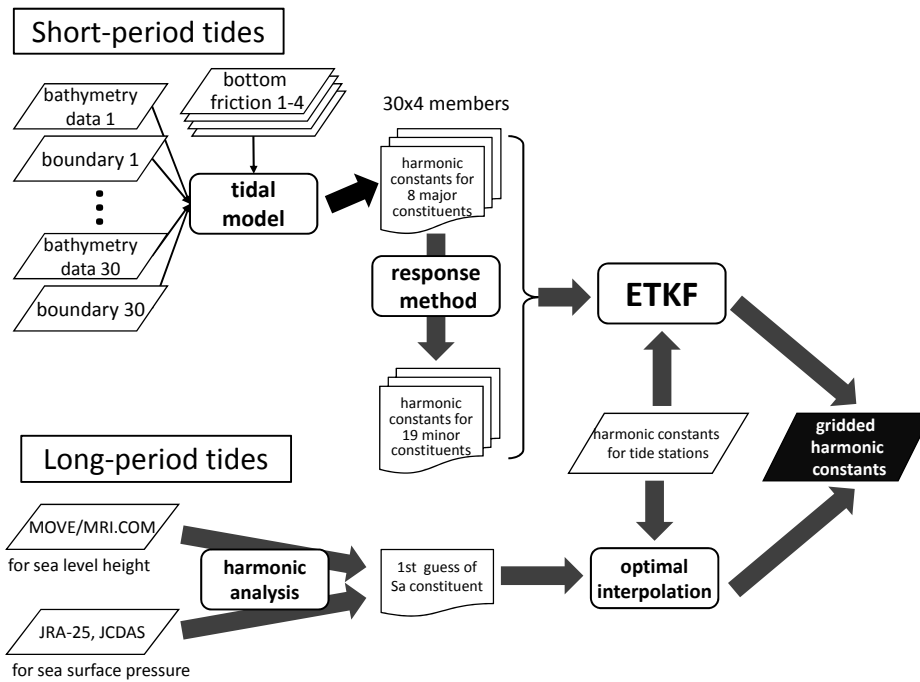 Short-period tides
bathymetry
data 1
boundary 1
bathymetry
data 30
boundary 30
bottom
friction 1-4
tidal
model
30x4 members
harmonic
constants for
8 major
constituents
response
method
harmonic
constants for
19 minor
constituents
ETKF
harmonic constants
for tide stations
gridded
harmonic
constants
Long-period tides
MOVE/MRI.COM
for sea level height
JRA-25, JCDAS
for sea surface pressure
harmonic
analysis
1st guess of
Sa constituent
optimal
interpolation